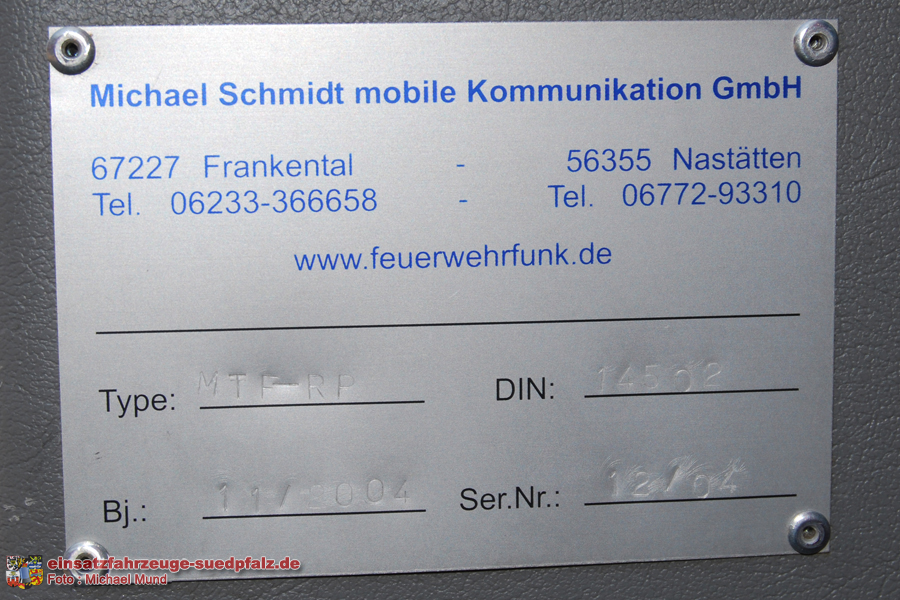 Michael Schmidt mobile Kommunikation GmbH
67227 Frankental - 56355 Nastätten
Tel. 06233-366658 - Tel. 06772-93310
www.feuerwehrfunk.de
Type: MTF-RP DIN: 14502
Bj.: 11/2004 Ser.Nr.: 12/04
einsatzfahrzeuge-suedpfalz.de
Foto : Michael Mund